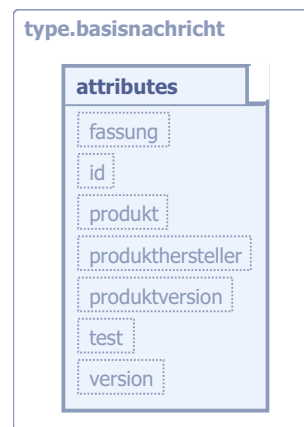 type.basisnachricht
attributes
fassung
id
produkt
produkthersteller
produktversion
test
version